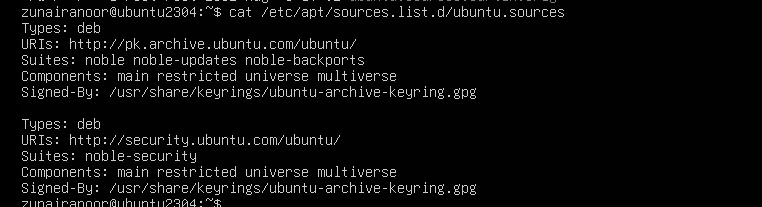 zunairanoor@ubuntu2304:~$ cat /etc/apt/sources.list.d/ubuntu.sources
Types: deb
URIs: http://pk.archive.ubuntu.com/ubuntu/
Suites: noble noble-updates noble-backports
Components: main restricted universe multiverse
Signed-By: /usr/share/keyrings/ubuntu-archive-keyring.gpg

Types: deb
URIs: http://security.ubuntu.com/ubuntu/
Suites: noble-security
Components: main restricted universe multiverse
Signed-By: /usr/share/keyrings/ubuntu-archive-keyring.gpg
zunairanoor@ubuntu2304:~$